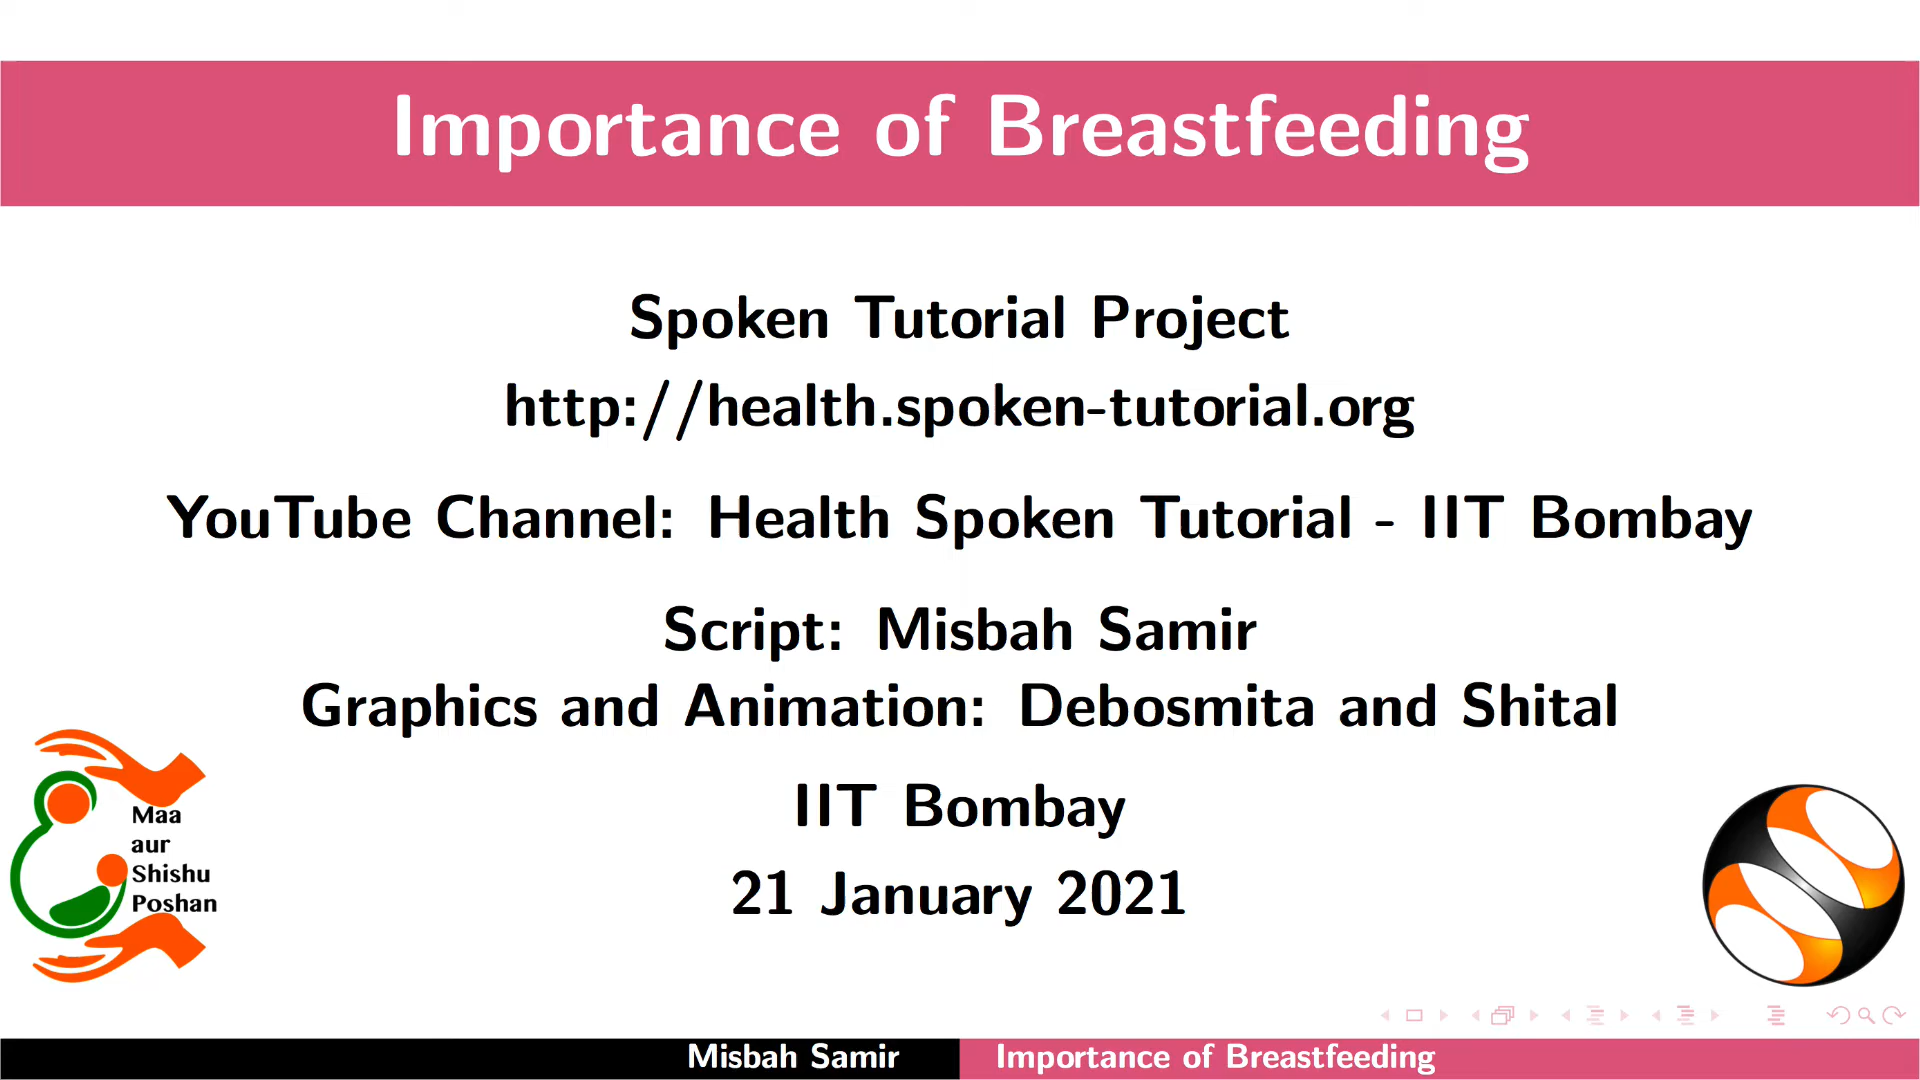 Importance of Breastfeeding
Spoken Tutorial Project
http://health.spoken-tutorial.org
YouTube Channel: Health Spoken Tutorial - IIT Bombay
Script: Misbah Samir
Graphics and Animation: Debosmita and Shital
IIT Bombay
21 January 2021
Maa
aur
Shishu
Poshan
Misbah Samir
Importance of Breastfeeding